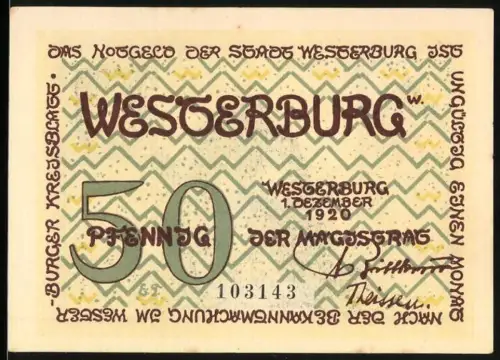 DAS NOTGELD DER STADT WESTERBURG IST
UNGÜLTIG EINEN MONAT
NACH DER BEKANNTMACHUNG IM WESTER-
-BURGER KREISBLATT.
WESTERBURG W.
50
PFENNIG
WESTERBURG
1. DEZEMBER
1920
DER MAGISTRAT
103143
Theissen.